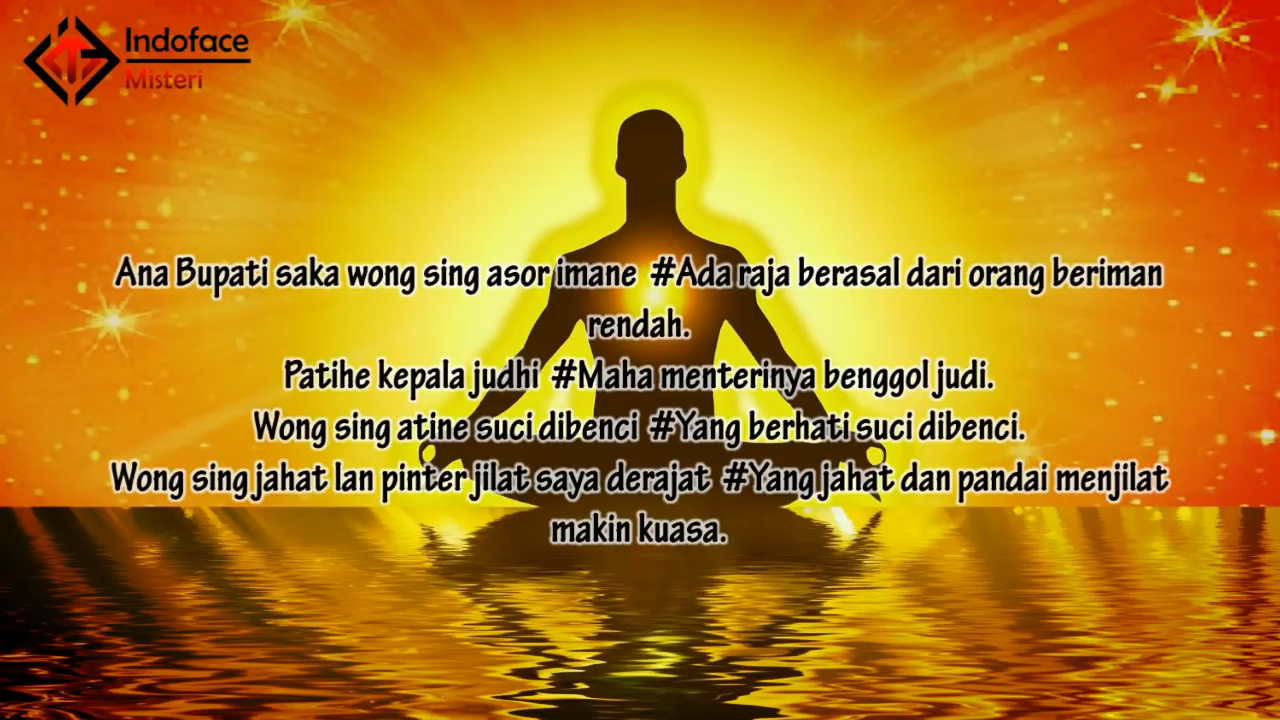 Indoface
Misteri
Ana Bupati saka wong sing asor imane #Ada raja berasal dari orang beriman
rendah.
Patihe kepala judhi #Maha menterinya benggol judi.
Wong sing atine suci dibenci #Yang berhati suci dibenci.
Wong sing jahat lan pinter jilat saya derajat #Yang jahat dan pandai menjilat
makin kuasa.